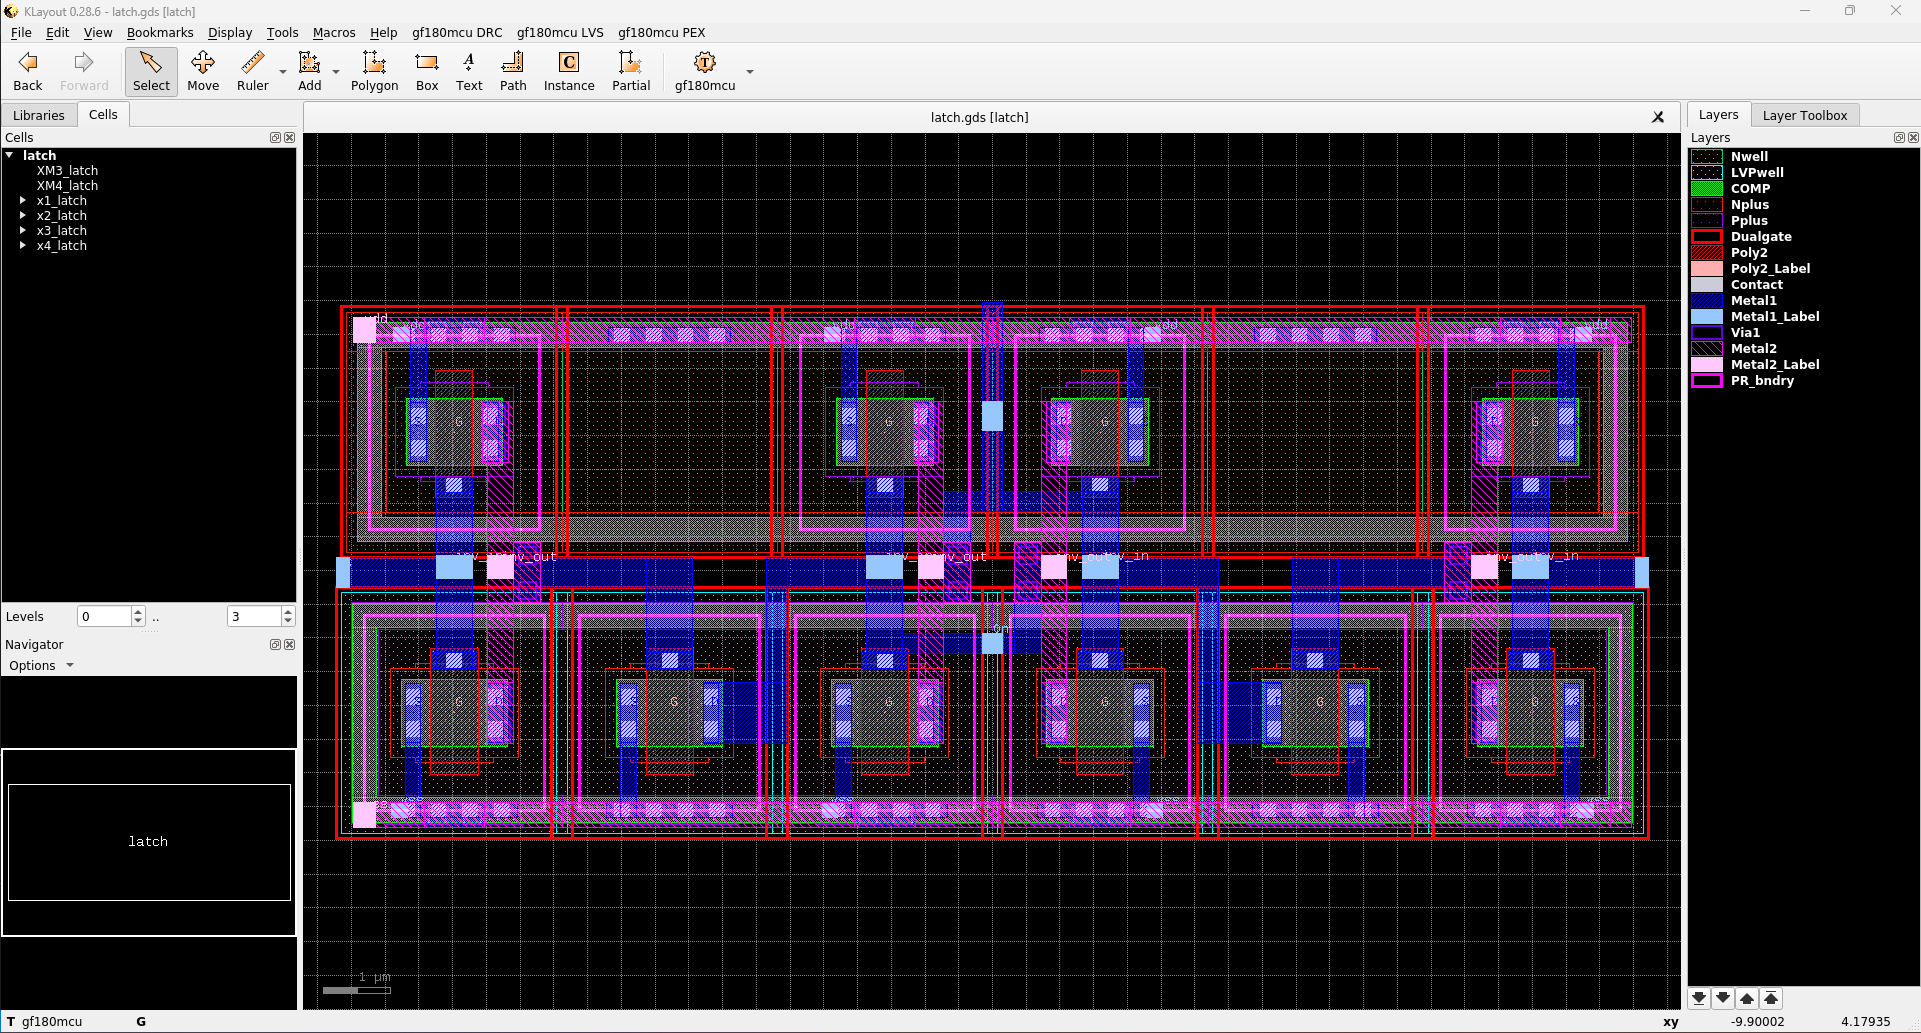 KLayout 0.28.6 - latch.gds [latch]
File Edit View Bookmarks Display Tools Macros Help gf180mcu DRC gf180mcu LVS gf180mcu PEX
Back Forward Select Move Ruler Add Polygon Box Text Path Instance Partial gf180mcu
Libraries Cells
latch.gds [latch]
Layers Layer Toolbox
Cells
Layers
latch
XM3_latch
XM4_latch
x1_latch
x2_latch
x3_latch
x4_latch
Nwell
LVPwell
COMP
Nplus
Pplus
Dualgate
Poly2
Poly2_Label
Contact
Metal1
Metal1_Label
Via1
Metal2
Metal2_Label
PR_bndry
G G G G
G G G G G G
Levels 0 .. 3
Navigator
Options
latch
1 µm
T gf180mcu G xy -9.90002 4.17935